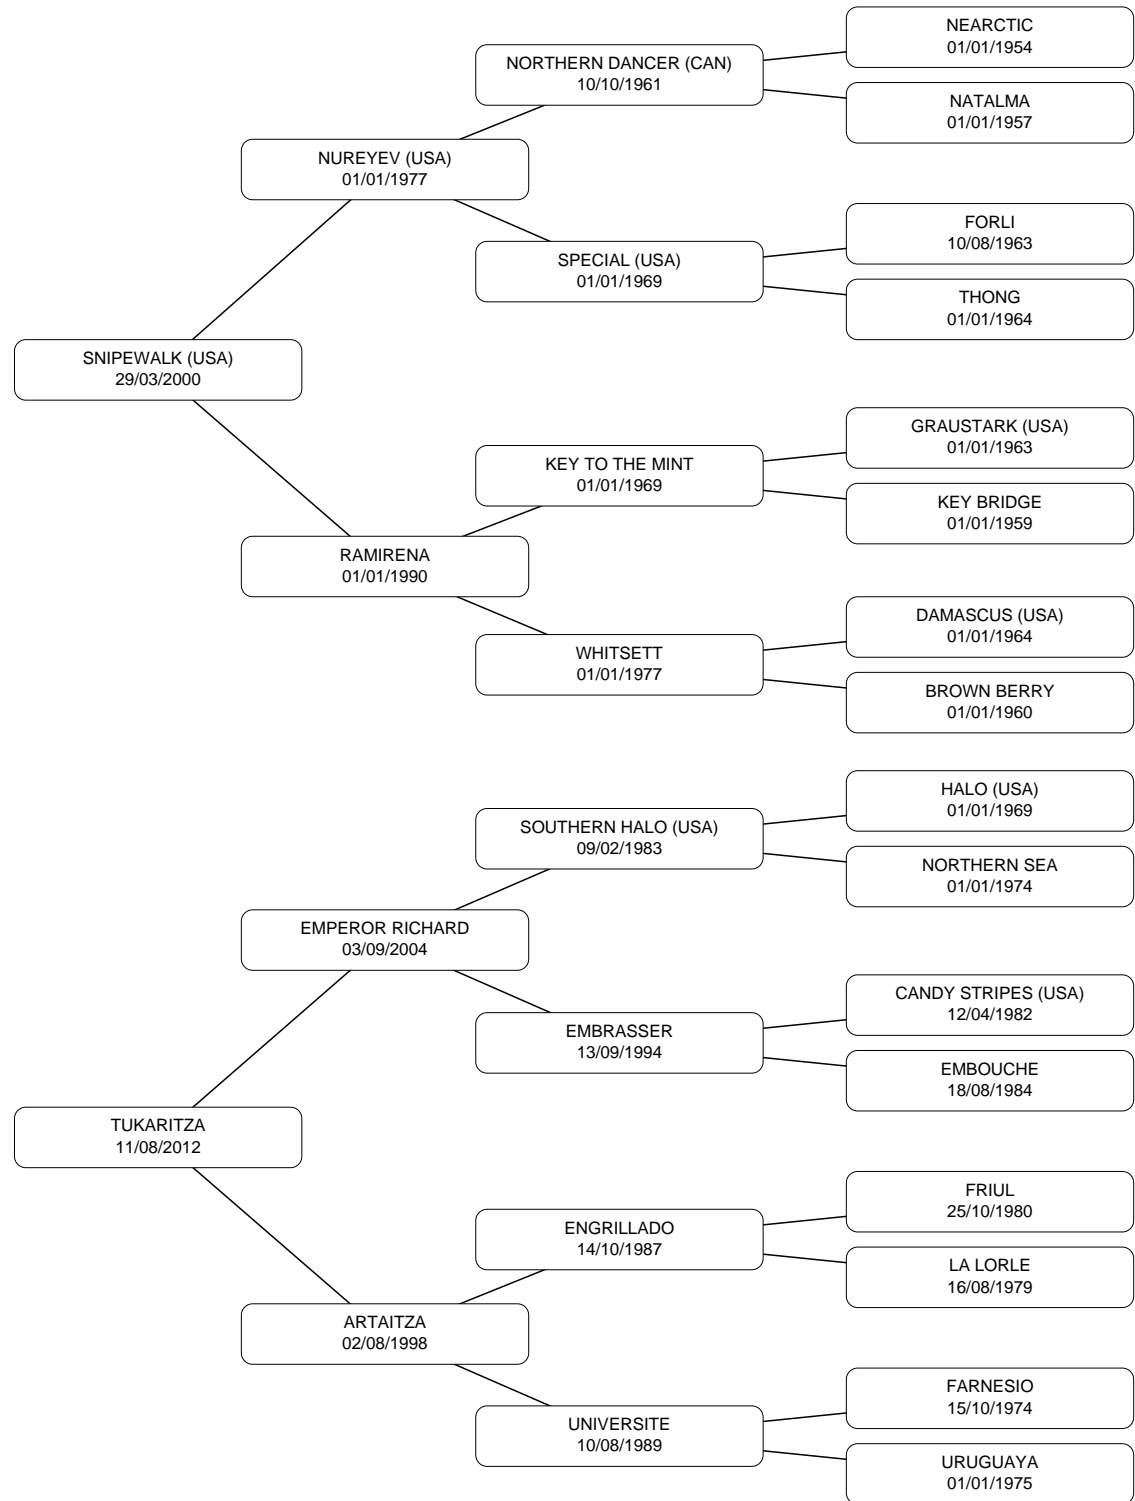 NEARCTIC
01/01/1954
NORTHERN DANCER (CAN)
10/10/1961
NATALMA
01/01/1957
NUREYEV (USA)
01/01/1977
FORLI
10/08/1963
SPECIAL (USA)
01/01/1969
THONG
01/01/1964
SNIPEWALK (USA)
29/03/2000
GRAUSTARK (USA)
01/01/1963
KEY TO THE MINT
01/01/1969
KEY BRIDGE
01/01/1959
RAMIRENA
01/01/1990
DAMASCUS (USA)
01/01/1964
WHITSETT
01/01/1977
BROWN BERRY
01/01/1960
HALO (USA)
01/01/1969
SOUTHERN HALO (USA)
09/02/1983
NORTHERN SEA
01/01/1974
EMPEROR RICHARD
03/09/2004
CANDY STRIPES (USA)
12/04/1982
EMBRASSER
13/09/1994
EMBOUCHE
18/08/1984
TUKARITZA
11/08/2012
FRIUL
25/10/1980
ENGRILLADO
14/10/1987
LA LORLE
16/08/1979
ARTAITZA
02/08/1998
FARNESIO
15/10/1974
UNIVERSITE
10/08/1989
URUGUAYA
01/01/1975